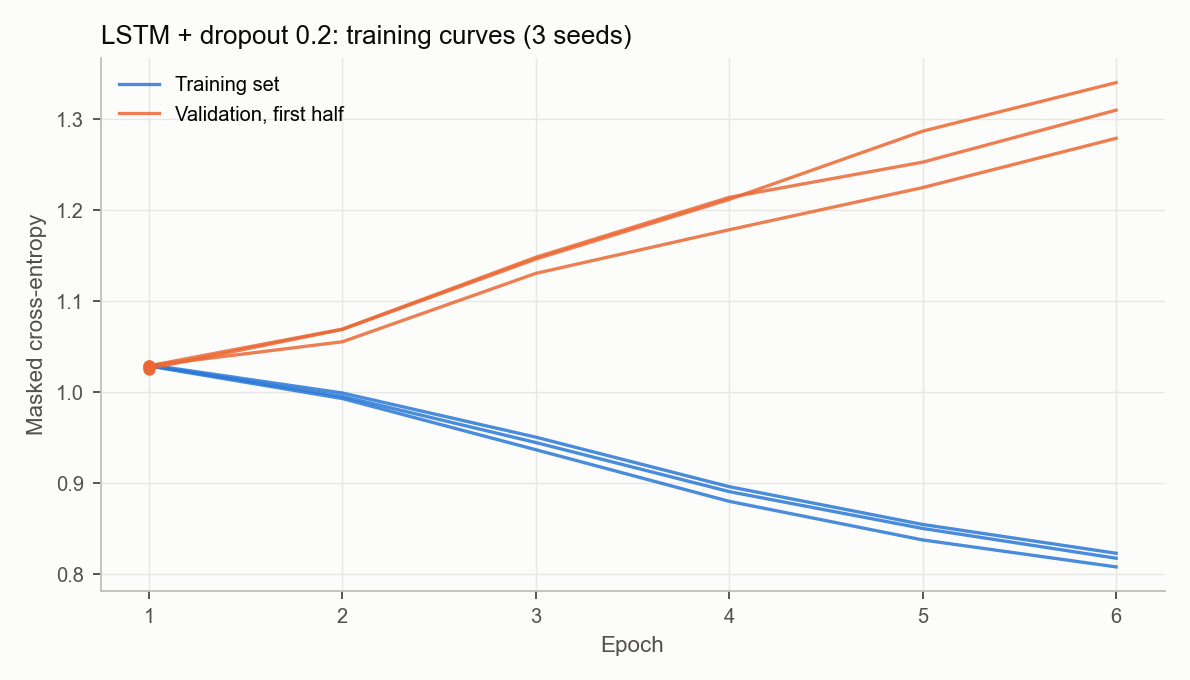 LSTM + dropout 0.2: training curves (3 seeds)
Training set
Validation, first half
Masked cross-entropy
1.3
1.2
1.1
1.0
0.9
0.8
1 2 3 4 5 6
Epoch